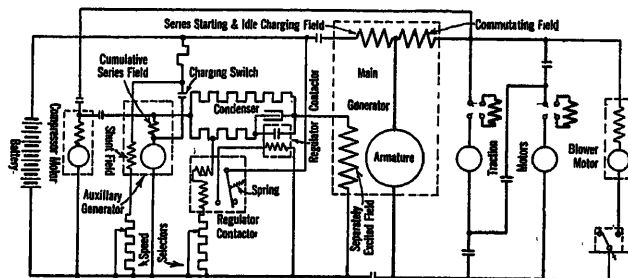 Series Starting & Idle Charging Field
Commutating Field
Cumulative
Series Field
Charging Switch
Main
Generator
Contactor
Condenser
Compressor Motor
Battery
Shunt Field
Regulator
Armature
Traction
Motors
Blower
Motor
Spring
Auxillary
Generator
Regulator
Contactor
Separately
Excited Field
Speed
Selectors